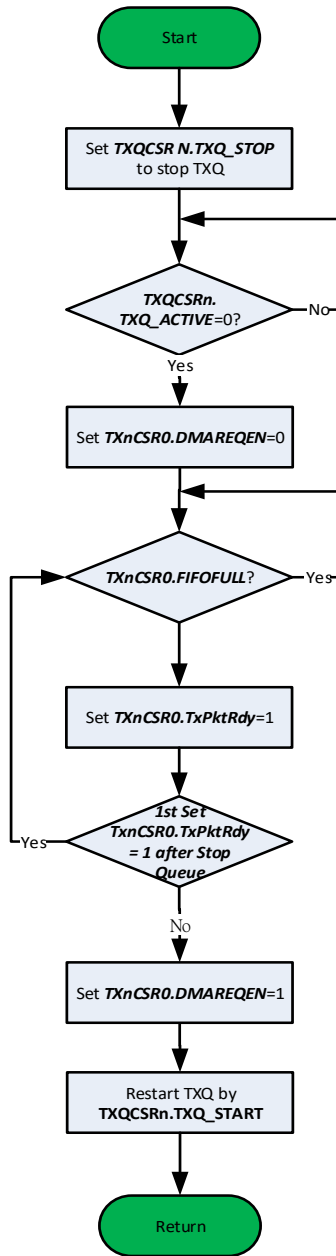 Start
Set TXQCSR N.TXQ_STOP
to stop TXQ
TXQCSRn.
TXQ_ACTIVE=0?
No
Yes
Set TXnCSR0.DMAREQEN=0
TXnCSR0.FIFOFULL?
Yes
Set TXnCSR0.TxPktRdy=1
1st Set
TxnCSR0.TxPktRdy
= 1 after Stop
Queue
Yes
No
Set TXnCSR0.DMAREQEN=1
Restart TXQ by
TXQCSRn.TXQ_START
Return